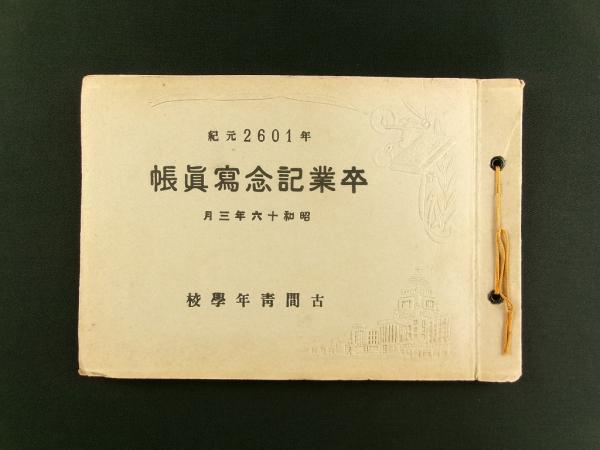 紀元2601年
卒業記念寫眞帳
昭和十六年三月
古間靑年學校